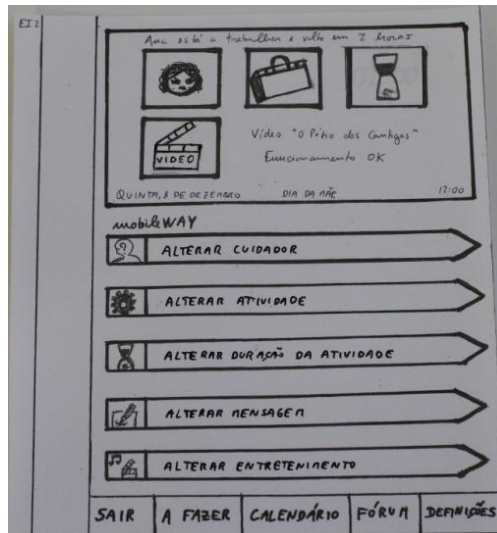 EI2
Ana está a trabalhar e volta em 2 horas
VIDEO
Vídeo "O Pátio das Cantigas"
Funcionamento OK
QUINTA, 8 DE DEZEMBRO DIA DA MÃE 12:00
mobileWAY
ALTERAR CUIDADOR
ALTERAR ATIVIDADE
ALTERAR DURAÇÃO DA ATIVIDADE
ALTERAR MENSAGEM
ALTERAR ENTRETENIMENTO
SAIR A FAZER CALENDÁRIO FÓRUM DEFINIÇÕES